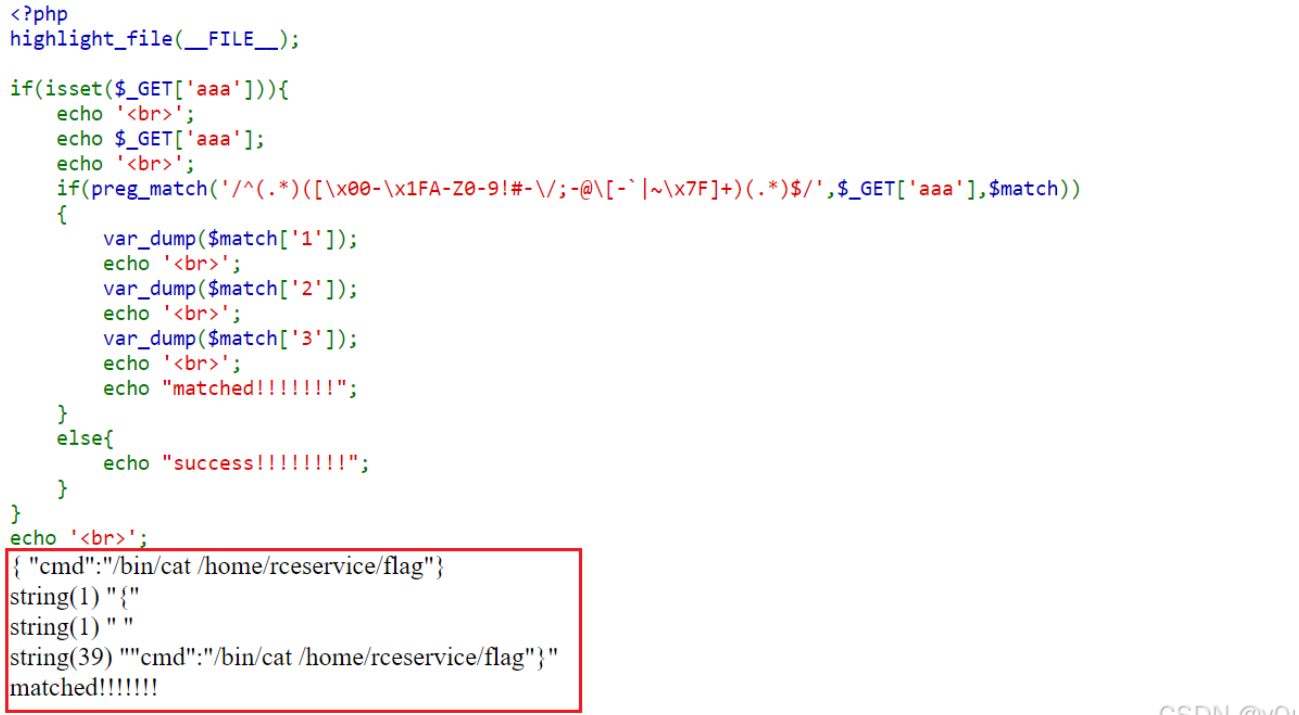 <?php
highlight_file(__FILE__);
if(isset($_GET['aaa'])){
echo '<br>';
echo $_GET['aaa'];
echo '<br>';
if(preg_match('/^(.*)([\x00-\x1FA-Z0-9!#-\/;-@\[-`|~\x7F]+)(.*)$/',$_GET['aaa'],$match))
{
var_dump($match['1']);
echo '<br>';
var_dump($match['2']);
echo '<br>';
var_dump($match['3']);
echo '<br>';
echo "matched!!!!!!!";
}
else{
echo "success!!!!!!!!!";
}
}
echo '<br>';
{ "cmd":"/bin/cat /home/rceservice/flag"}
string(1) "{"
string(1) " "
string(39) ""cmd":"/bin/cat /home/rceservice/flag"}"
matched!!!!!!!